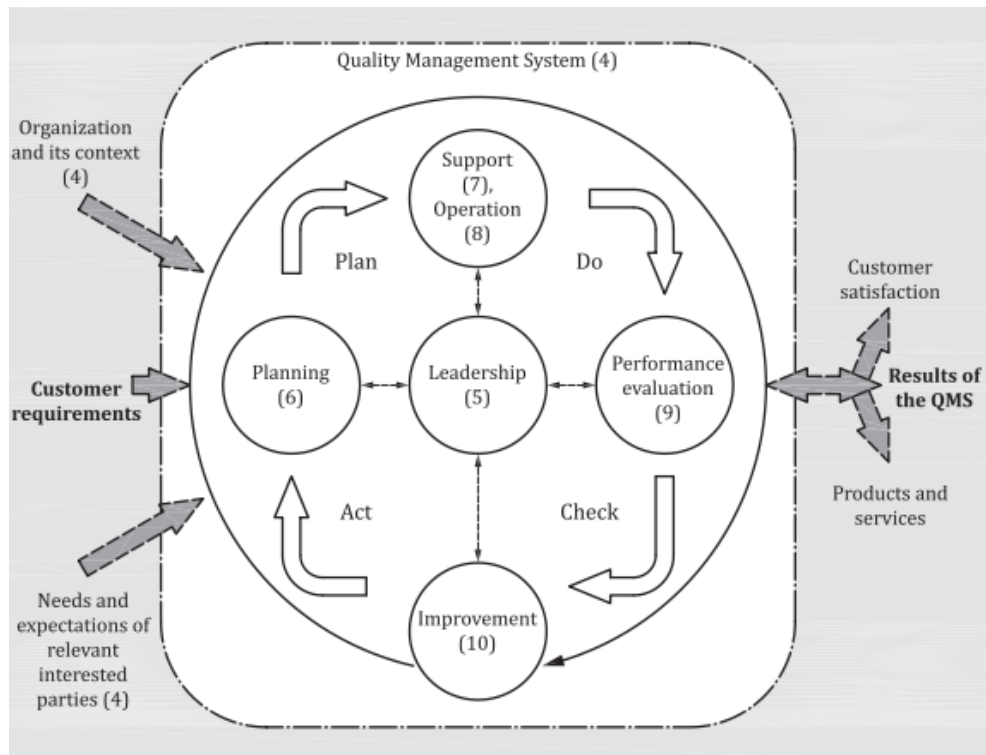 Quality Management System (4)
Organization
and its context
(4)
Support
(7),
Operation
(8)
Plan
Do
Customer
satisfaction
Planning
(6)
Leadership
(5)
Performance
evaluation
(9)
Customer
requirements
Results of
the QMS
Act
Check
Products and
services
Needs and
expectations of
relevant
interested
parties (4)
Improvement
(10)